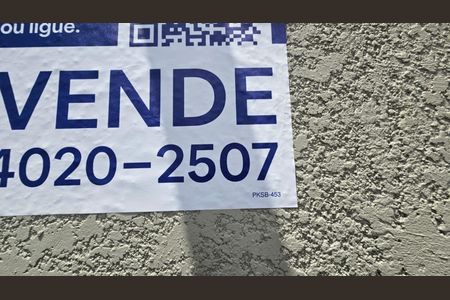 ou ligue.
VENDE
4020-2507
PKSB-453